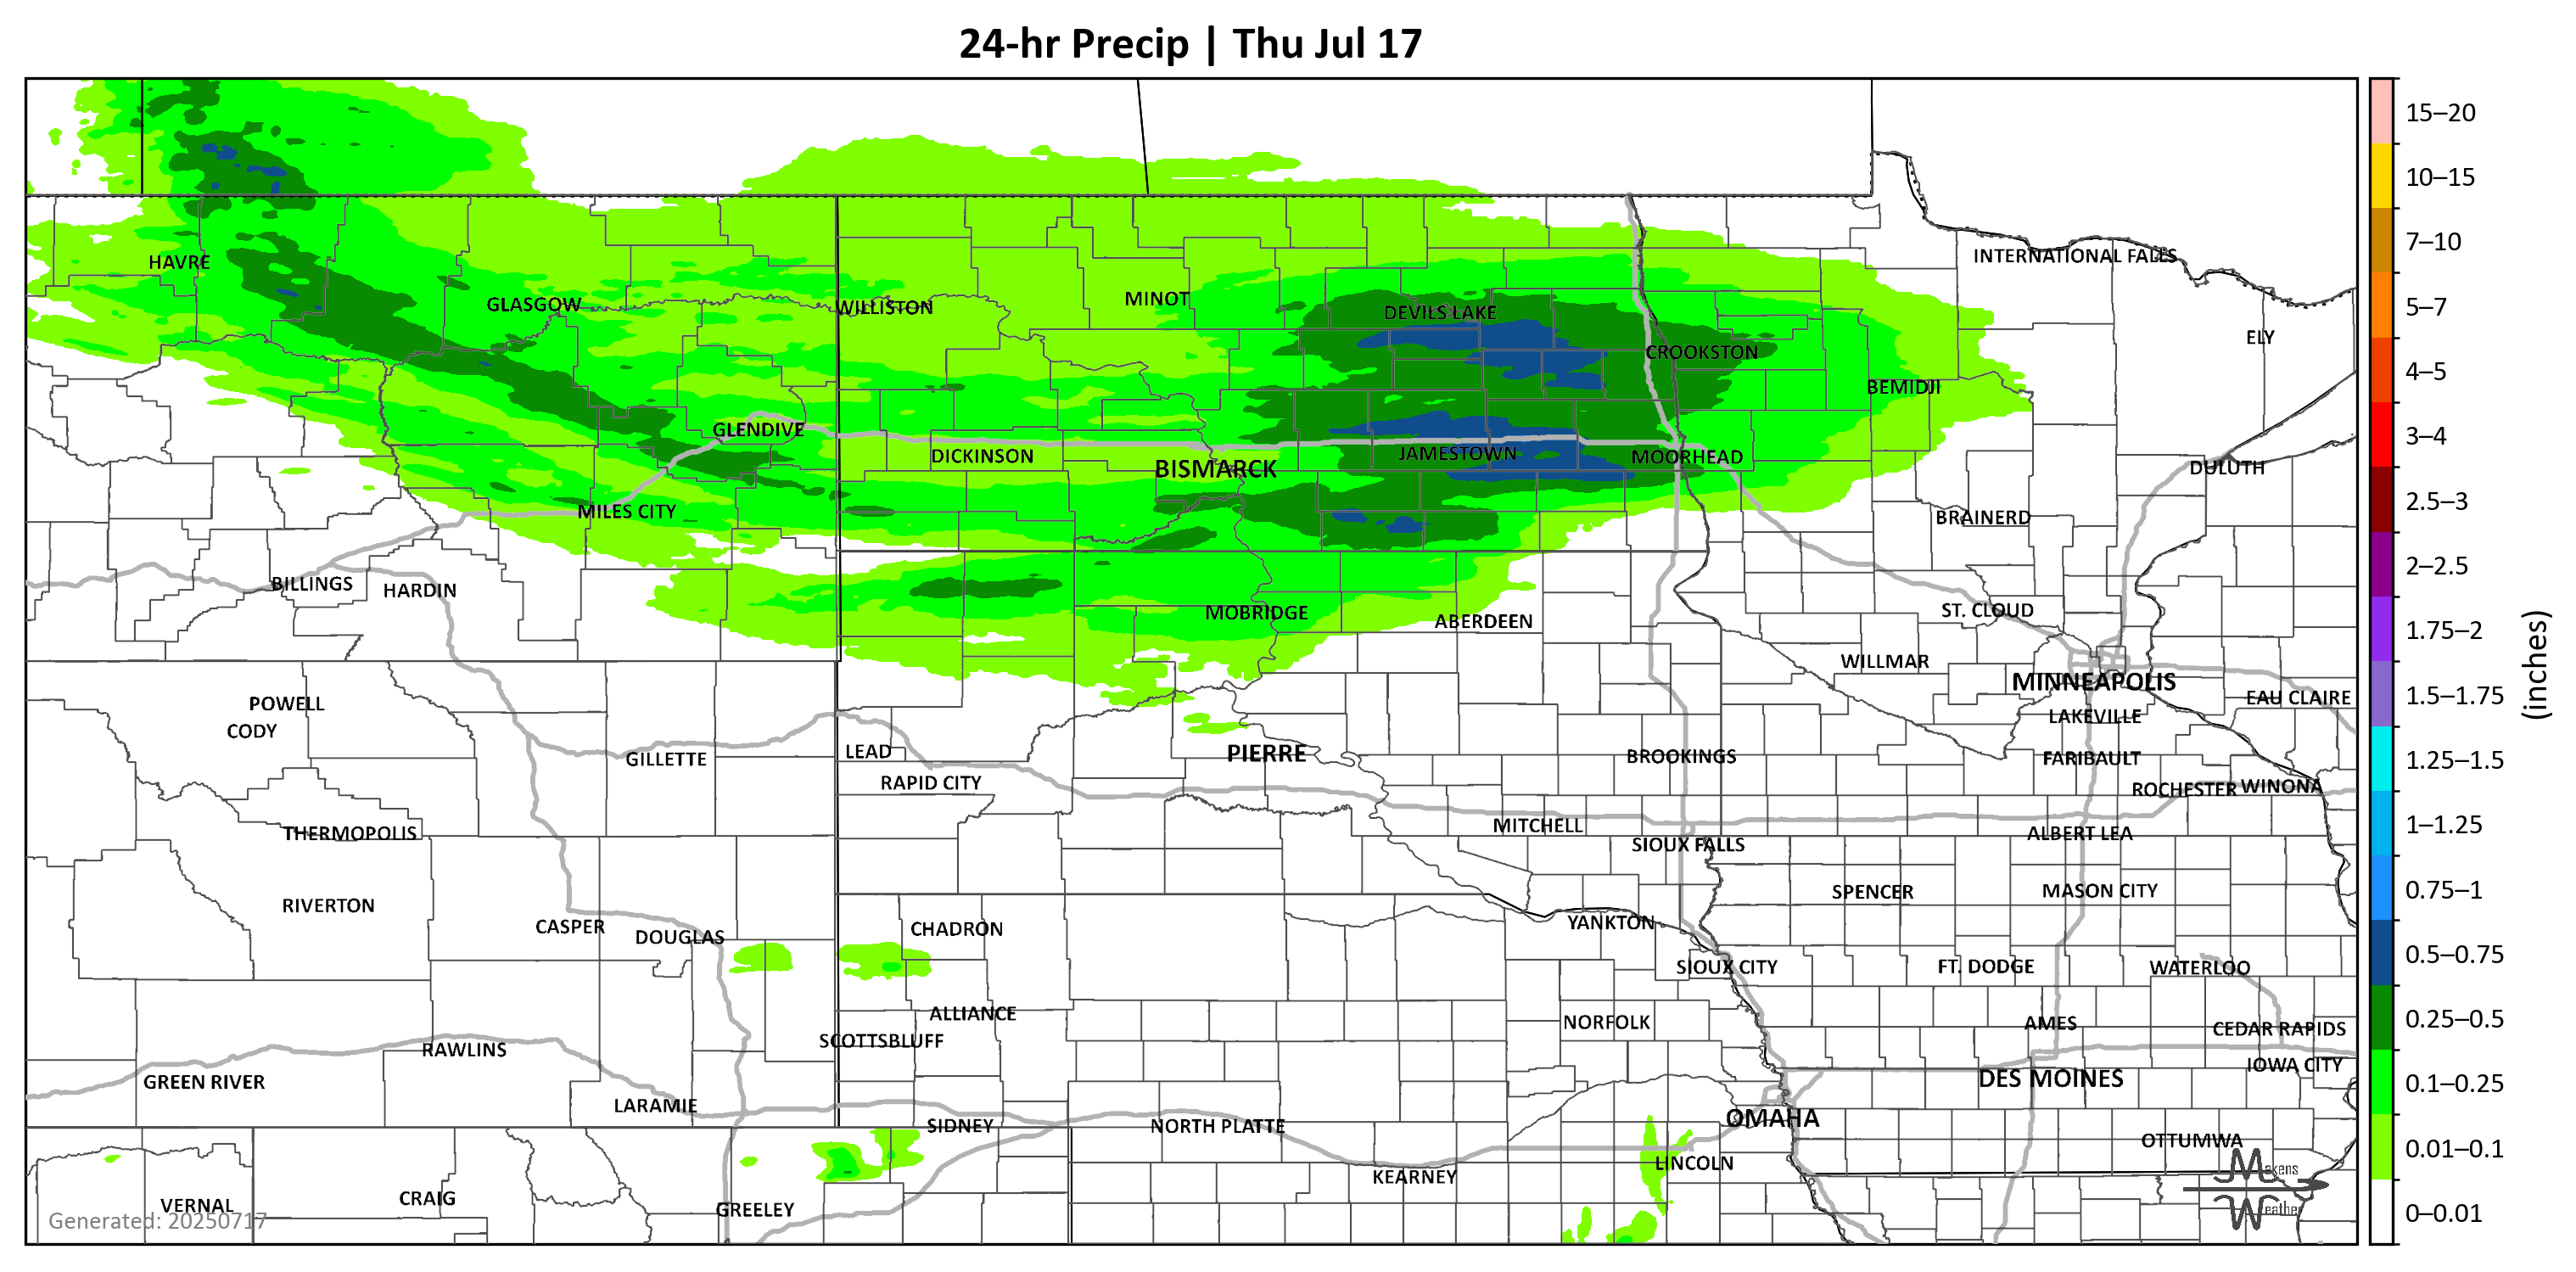 24-hr Precip | Thu Jul 17
HAVRE
GLASGOW
WILLISTON
MINOT
DEVILS LAKE
INTERNATIONAL FALLS
ELY
CROOKSTON
BEMIDJI
GLENDIVE
DICKINSON
BISMARCK
JAMESTOWN
MOORHEAD
DULUTH
MILES CITY
BRAINERD
BILLINGS
HARDIN
MOBRIDGE
ABERDEEN
ST. CLOUD
WILLMAR
MINNEAPOLIS
EAU CLAIRE
POWELL
CODY
LAKEVILLE
GILLETTE
LEAD
PIERRE
BROOKINGS
FARIBAULT
RAPID CITY
ROCHESTER
WINONA
THERMOPOLIS
MITCHELL
SIOUX FALLS
ALBERT LEA
RIVERTON
SPENCER
MASON CITY
CASPER
DOUGLAS
CHADRON
YANKTON
SIOUX CITY
FT. DODGE
WATERLOO
ALLIANCE
SCOTTSBLUFF
NORFOLK
AMES
CEDAR RAPIDS
RAWLINS
IOWA CITY
GREEN RIVER
DES MOINES
LARAMIE
SIDNEY
NORTH PLATTE
OMAHA
OTTUMWA
LINCOLN
KEARNEY
VERNAL
CRAIG
GREELEY
Generated: 20250717
Makens
Weather
15–20
10–15
7–10
5–7
4–5
3–4
2.5–3
2–2.5
1.75–2
1.5–1.75
1.25–1.5
1–1.25
0.75–1
0.5–0.75
0.25–0.5
0.1–0.25
0.01–0.1
0–0.01
(inches)